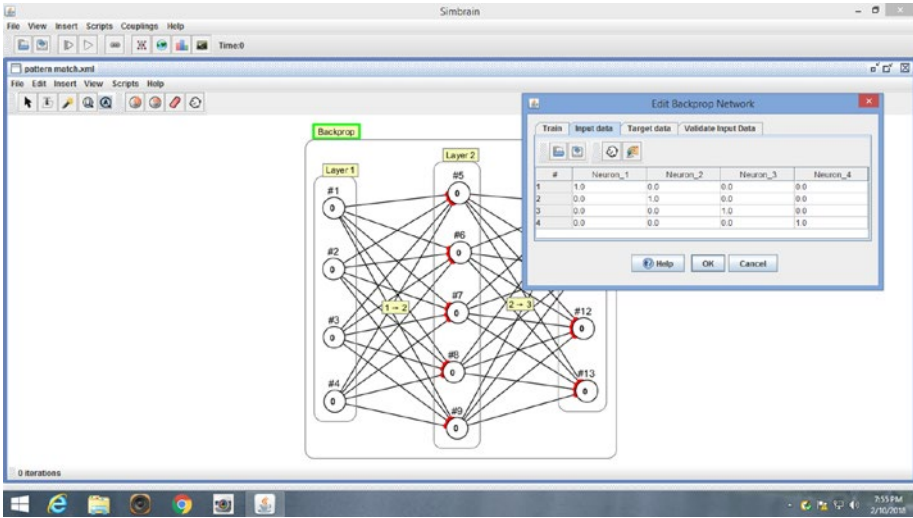 Simbrain
File View Insert Scripts Couplings Help
Time:0
pattern match.xml
File Edit Insert View Scripts Help
Edit Backprop Network
Train Input data Target data Validate Input Data
# Neuron_1 Neuron_2 Neuron_3 Neuron_4
1 1.0 0.0 0.0 0.0
2 0.0 1.0 0.0 0.0
3 0.0 0.0 1.0 0.0
4 0.0 0.0 0.0 1.0
Help OK Cancel
Backprop
Layer 1
Layer 2
#1
0
#2
0
#3
0
#4
0
1 → 2
#5
0
#6
0
#7
0
#8
0
#9
0
2 → 3
#12
0
#13
0
0 iterations
7:55 PM
2/10/2018